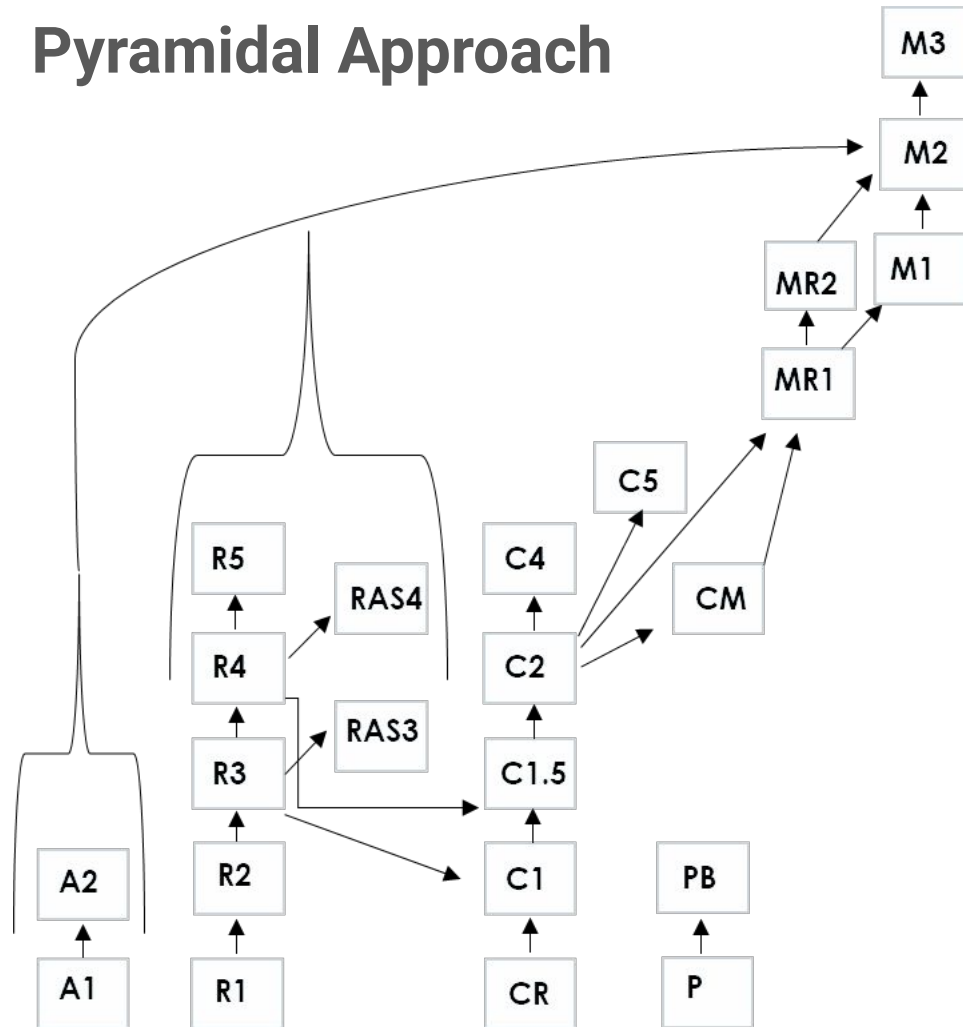 Pyramidal Approach
M3
M2
M1
MR2
MR1
C5
R5
C4
RAS4
CM
R4
C2
RAS3
R3
C1.5
A2
R2
C1
PB
A1
R1
CR
P